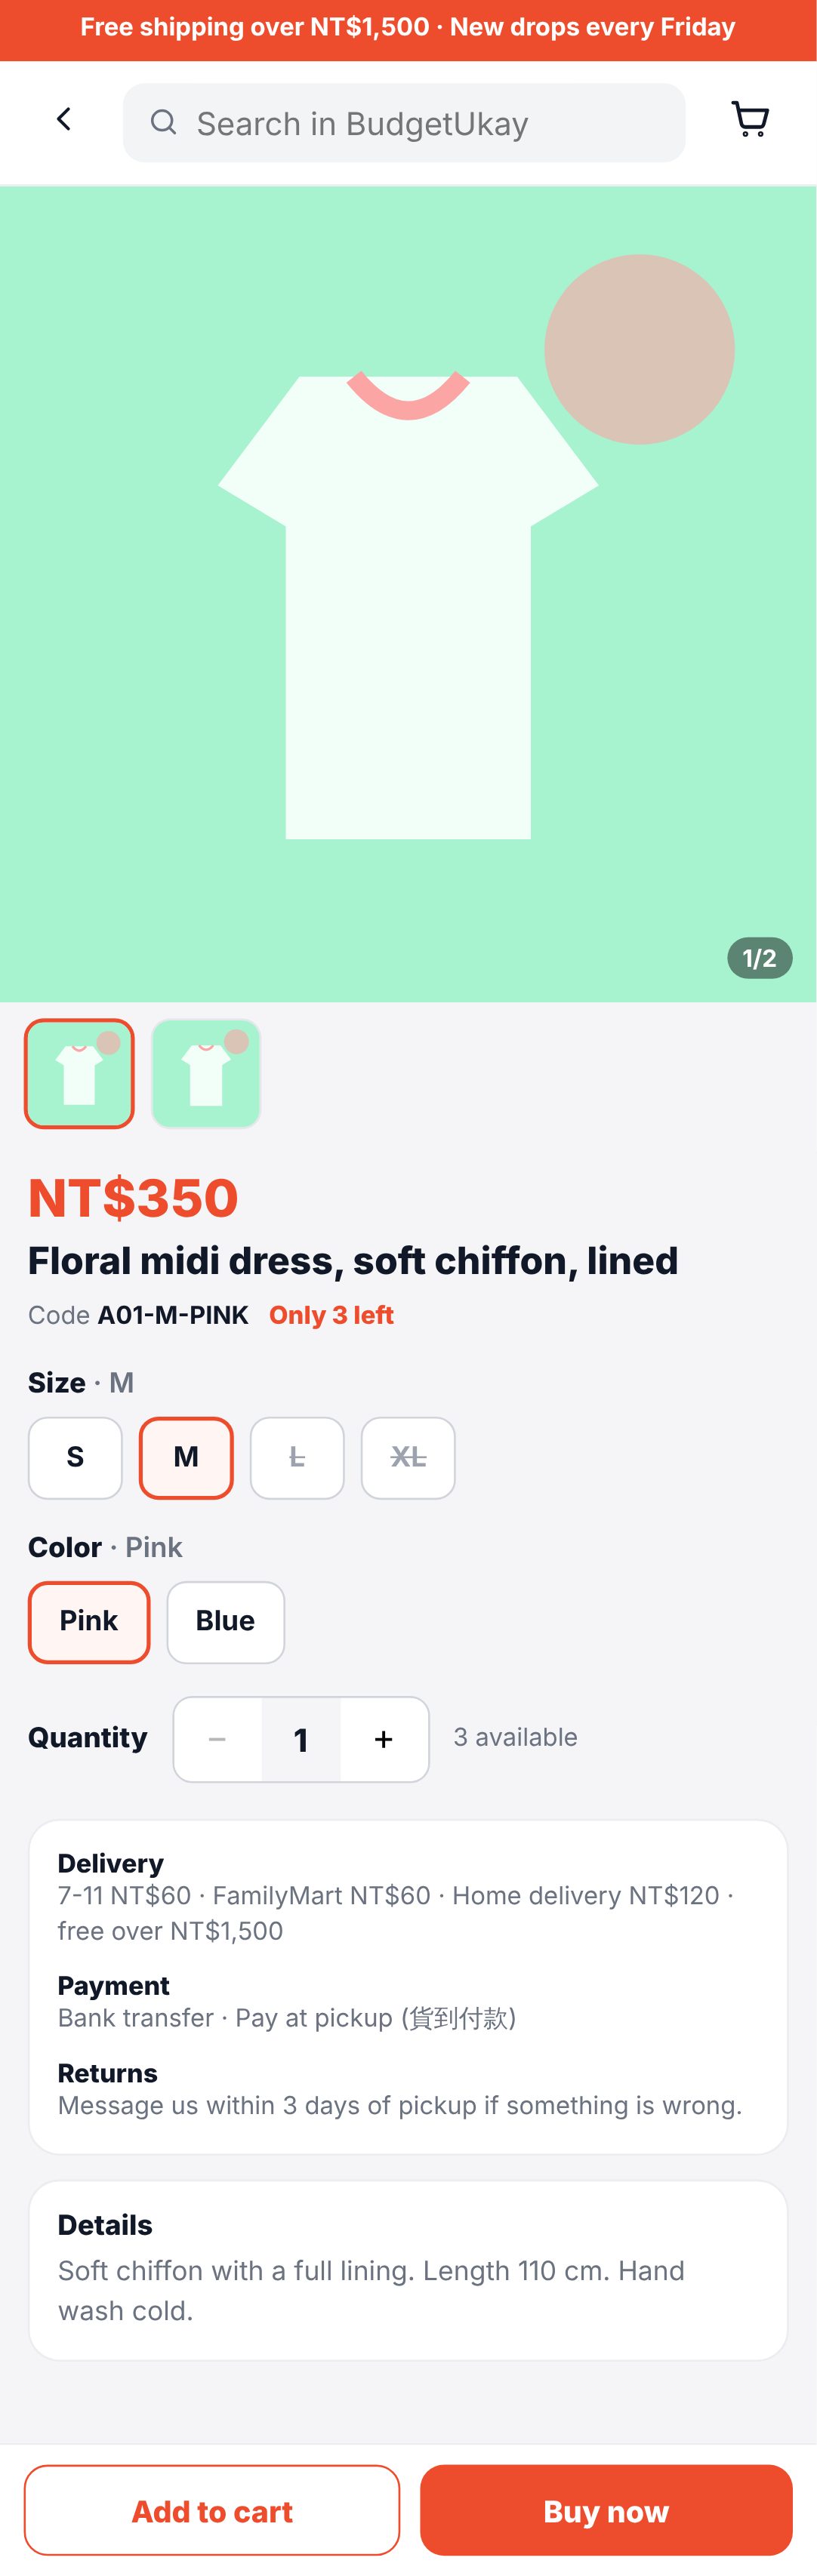 Free shipping over NT$1,500 · New drops every Friday
Search in BudgetUkay
1/2
NT$350
Floral midi dress, soft chiffon, lined
Code A01-M-PINK Only 3 left
Size · M
S M L XL
Color · Pink
Pink Blue
Quantity − 1 + 3 available
Delivery
7-11 NT$60 · FamilyMart NT$60 · Home delivery NT$120 ·
free over NT$1,500
Payment
Bank transfer · Pay at pickup (貨到付款)
Returns
Message us within 3 days of pickup if something is wrong.
Details
Soft chiffon with a full lining. Length 110 cm. Hand
wash cold.
Add to cart Buy now